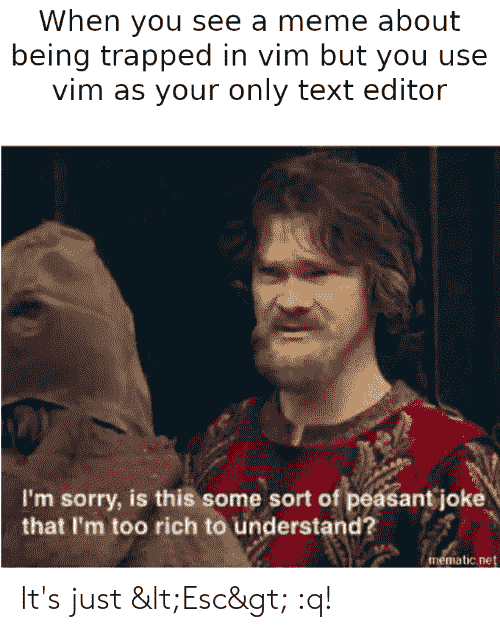 When you see a meme about
being trapped in vim but you use
vim as your only text editor
I'm sorry, is this some sort of peasant joke
that I'm too rich to understand?
mematic.net
It's just &lt;Esc&gt; :q!